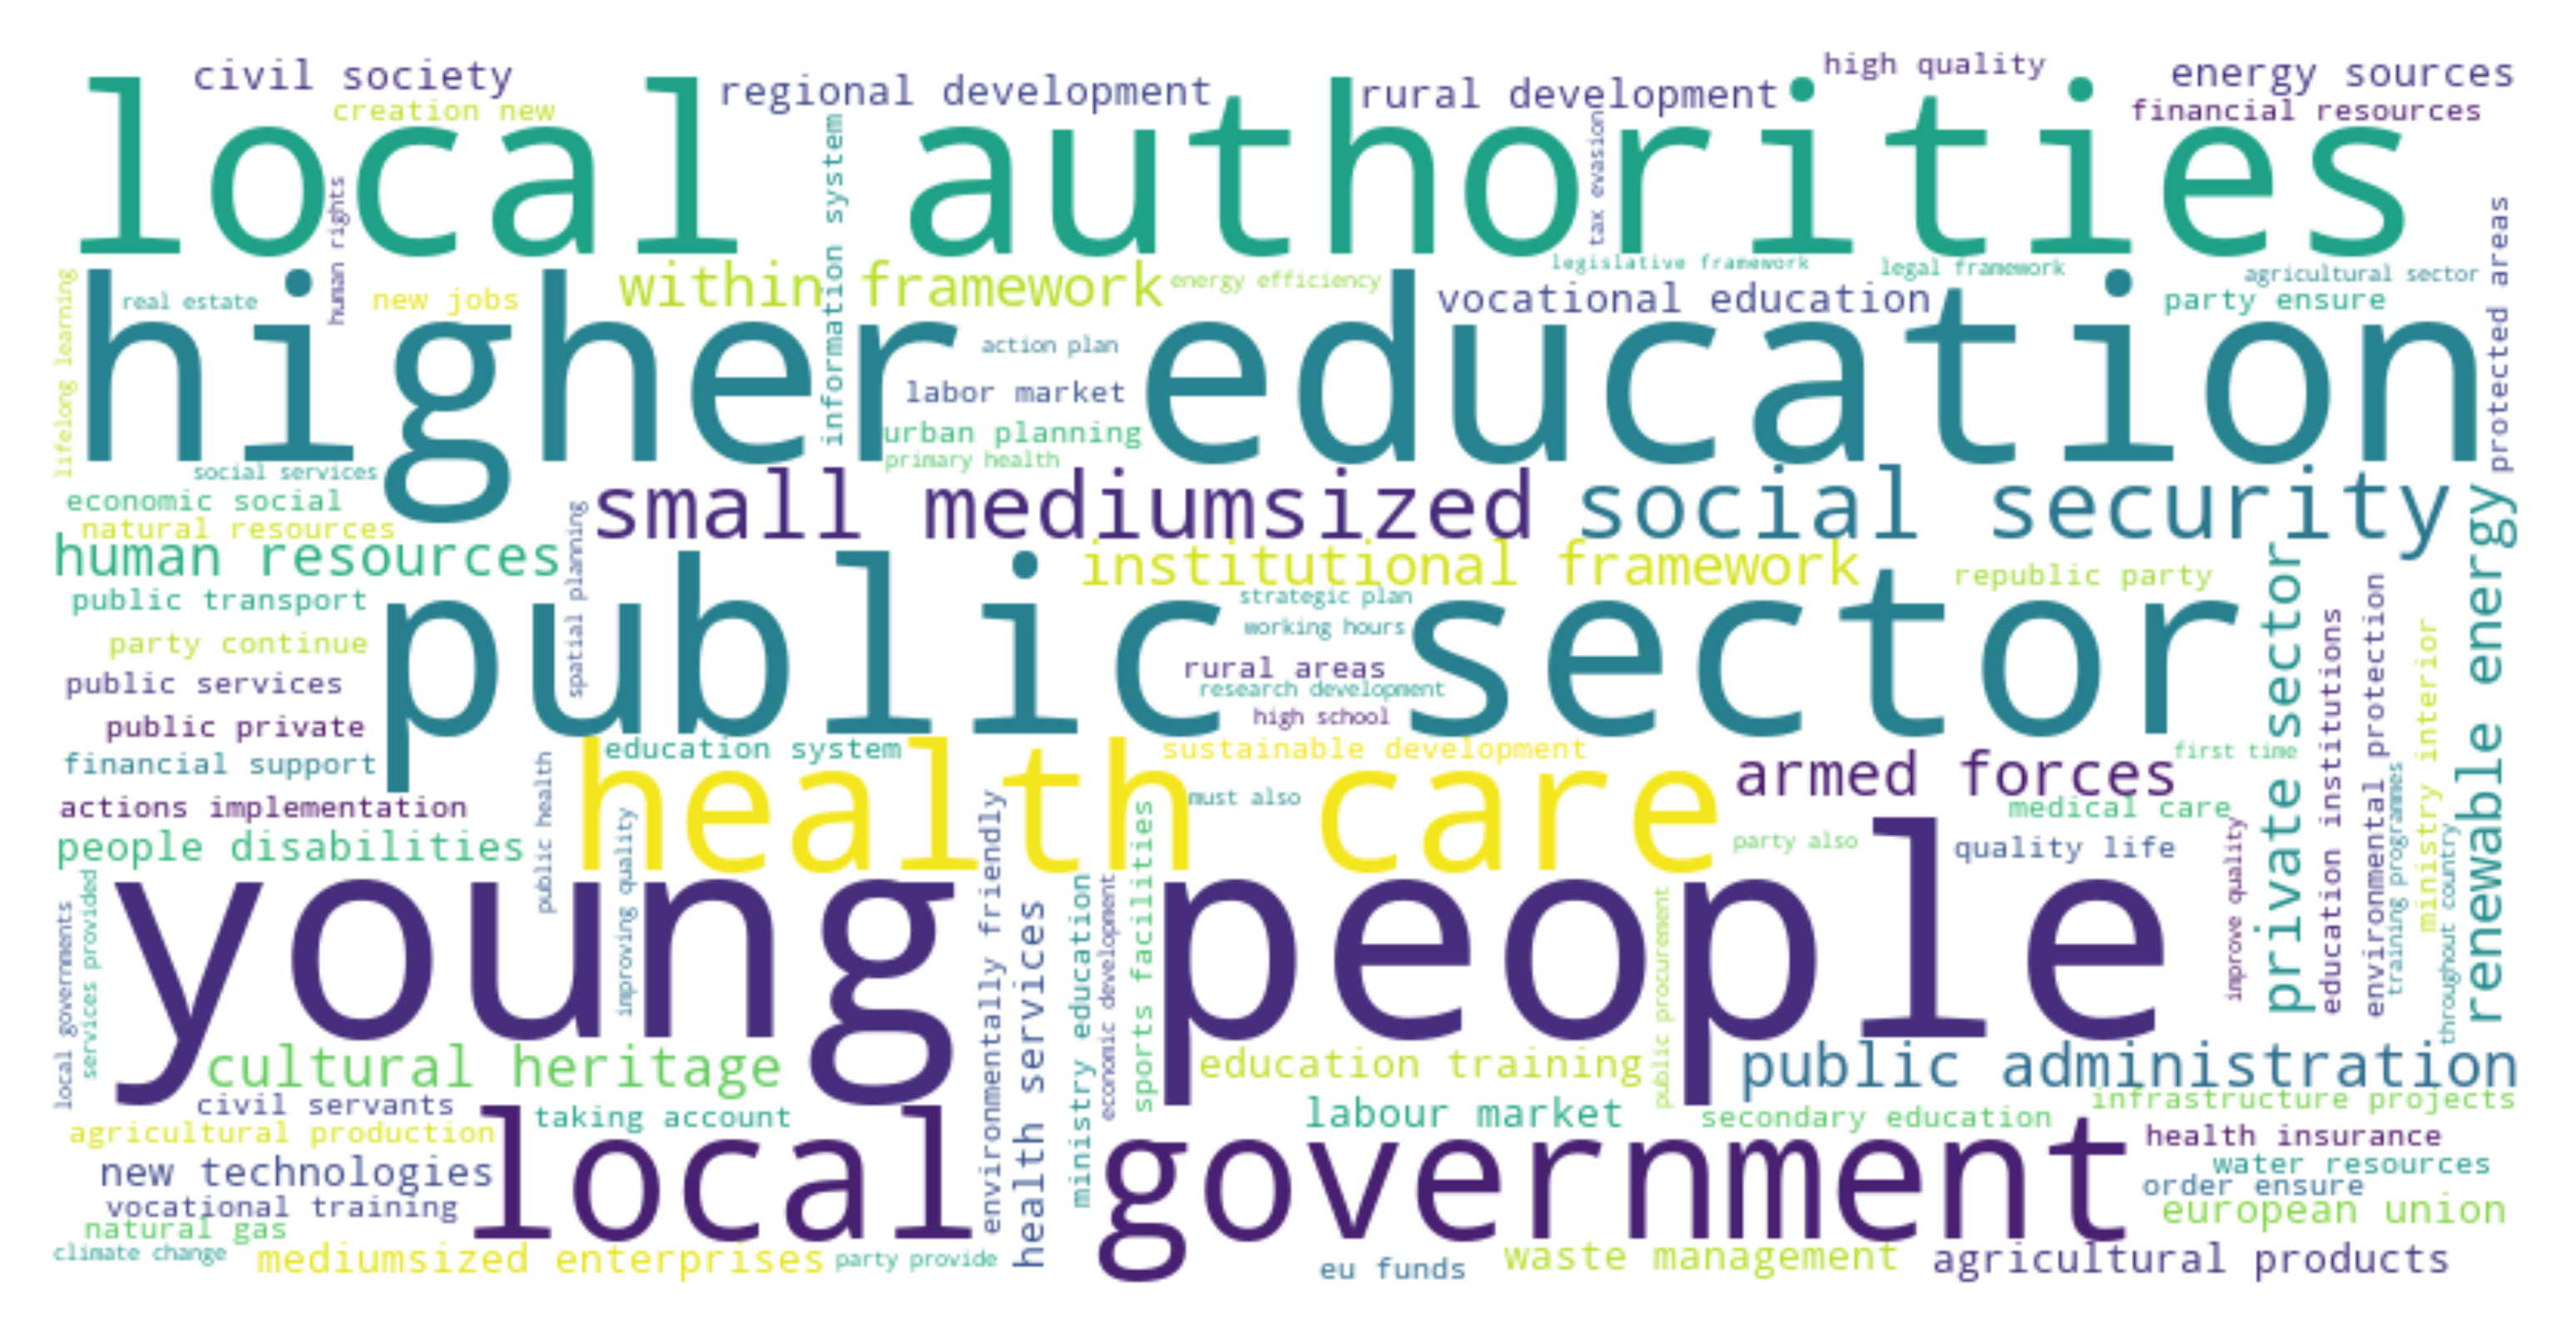 civil society
regional development
rural development
high quality
energy sources
creation new
financial resources
local authorities
human rights
information system
tax evasion
protected areas
lifelong learning
real estate
new jobs
within framework
energy efficiency
legislative framework
legal framework
agricultural sector
vocational education
party ensure
higher education
action plan
labor market
urban planning
primary health
social services
economic social
natural resources
small mediumsized
social security
human resources
spatial planning
institutional framework
republic party
public transport
strategic plan
working hours
party continue
public sector
rural areas
research development
high school
public services
public private
financial support
education system
sustainable development
armed forces
first time
private sector
education institutions
environmental protection
ministry interior
renewable energy
training programmes
throughout country
improve quality
actions implementation
public health
improving quality
health care
must also
medical care
people disabilities
party also
quality life
local governments
services provided
young people
environmentally friendly
health services
ministry education
economic development
sports facilities
public procurement
cultural heritage
education training
public administration
civil servants
taking account
labour market
secondary education
infrastructure projects
agricultural production
local government
health insurance
new technologies
water resources
order ensure
vocational training
natural gas
european union
climate change
mediumsized enterprises
party provide
eu funds
waste management
agricultural products